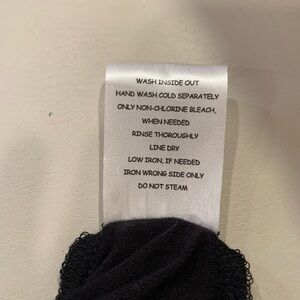 WASH INSIDE OUT
HAND WASH COLD SEPARATELY
ONLY NON-CHLORINE BLEACH,
WHEN NEEDED
RINSE THOROUGHLY
LINE DRY
LOW IRON, IF NEEDED
IRON WRONG SIDE ONLY
DO NOT STEAM